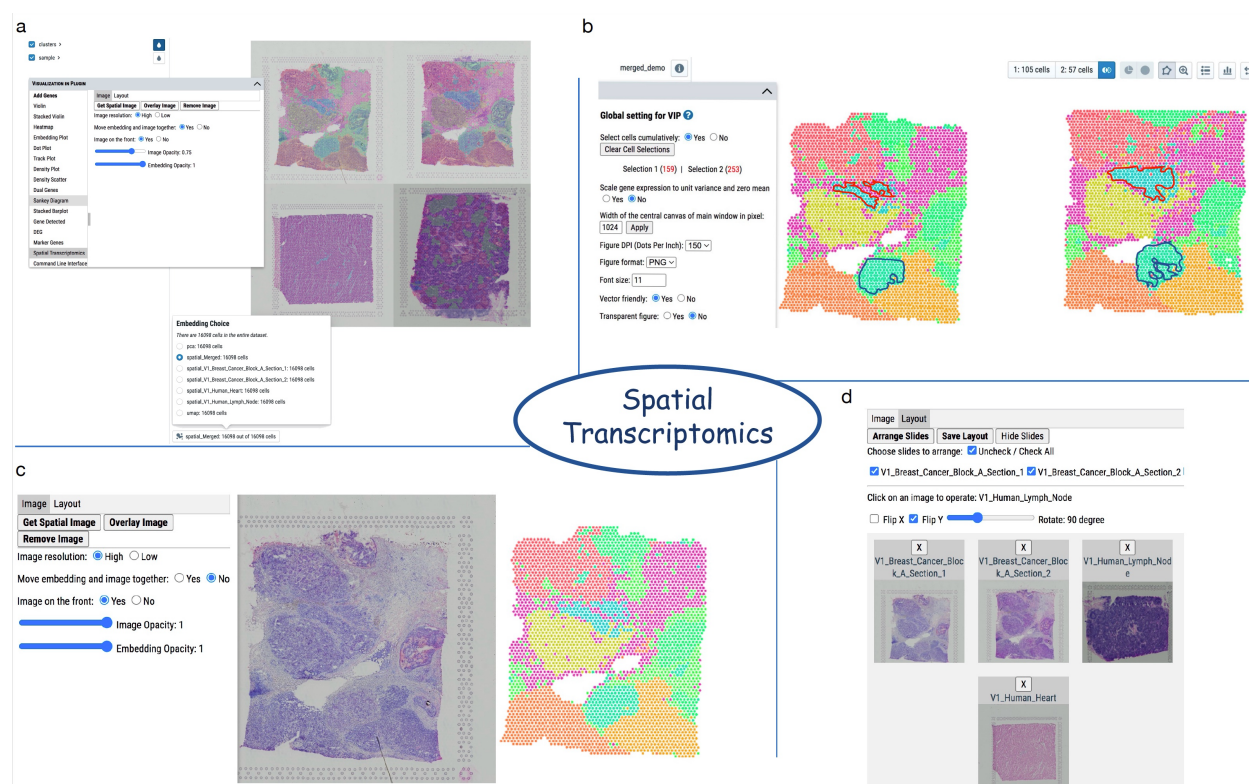 a
clusters >
sample >
VISUALIZATION IN PLUGIN
Add Genes
Violin
Stacked Violin
Heatmap
Embedding Plot
Dot Plot
Track Plot
Density Plot
Density Scatter
Dual Genes
Sankey Diagram
Stacked Barplot
Gene Detected
DEG
Marker Genes
Spatial Transcriptomics
Command Line Interface
Image Layout
Get Spatial Image Overlay Image Remove Image
Image resolution: High Low
Move embedding and image together: Yes No
Image on the front: Yes No
Image Opacity: 0.75
Embedding Opacity: 1
Embedding Choice
There are 16098 cells in the entire dataset.
pca: 16098 cells
spatial_Merged: 16098 cells
spatial_V1_Breast_Cancer_Block_A_Section_1: 16098 cells
spatial_V1_Breast_Cancer_Block_A_Section_2: 16098 cells
spatial_V1_Human_Heart: 16098 cells
spatial_V1_Human_Lymph_Node: 16098 cells
umap: 16098 cells
spatial_Merged: 16098 out of 16098 cells
b
merged_demo
1: 105 cells 2: 57 cells
Global setting for VIP ?
Select cells cumulatively: Yes No
Clear Cell Selections
Selection 1 (159) | Selection 2 (253)
Scale gene expression to unit variance and zero mean
Yes No
Width of the central canvas of main window in pixel:
1024 Apply
Figure DPI (Dots Per Inch): 150
Figure format: PNG
Font size: 11
Vector friendly: Yes No
Transparent figure: Yes No
Spatial
Transcriptomics
c
Image Layout
Get Spatial Image Overlay Image
Remove Image
Image resolution: High Low
Move embedding and image together: Yes No
Image on the front: Yes No
Image Opacity: 1
Embedding Opacity: 1
d
Image Layout
Arrange Slides Save Layout Hide Slides
Choose slides to arrange: Uncheck / Check All
V1_Breast_Cancer_Block_A_Section_1 V1_Breast_Cancer_Block_A_Section_2
Click on an image to operate: V1_Human_Lymph_Node
Flip X Flip Y Rotate: 90 degree
X X X
V1_Breast_Cancer_Bloc V1_Breast_Cancer_Bloc V1_Human_Lymph_Nod
k_A_Section_1 k_A_Section_2 e
X
V1_Human_Heart